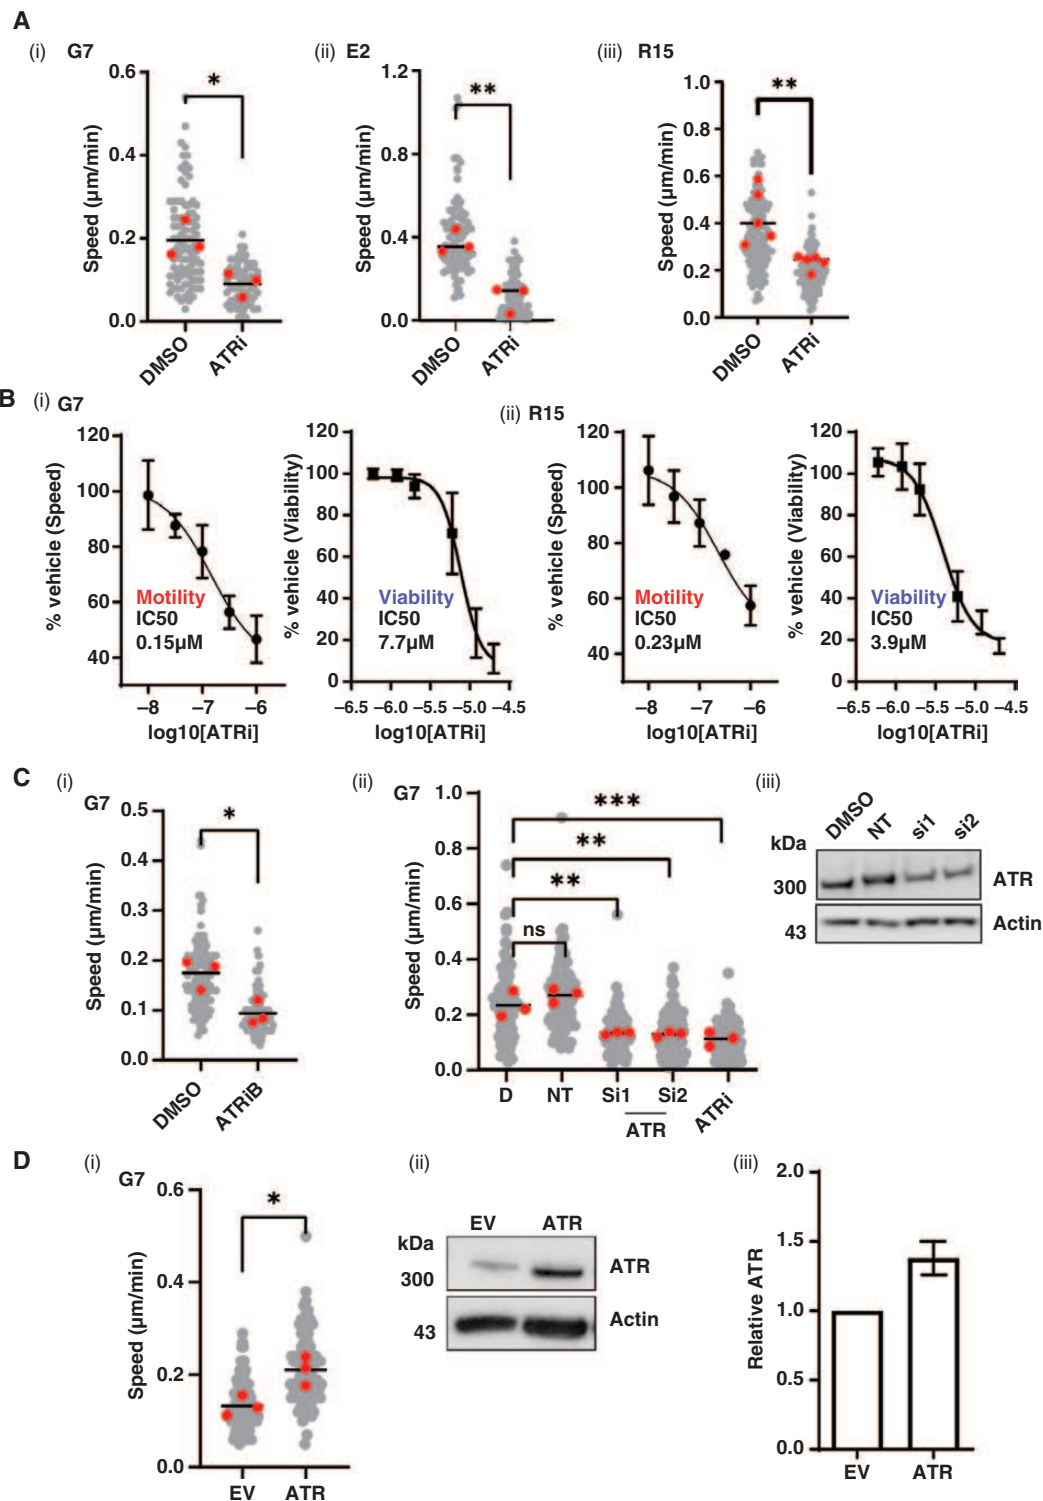 A
(i) G7
(ii) E2
(iii) R15
Speed (µm/min)
0.6
0.4
0.2
0.0
*
DMSO
ATRi
Speed (µm/min)
1.2
0.8
0.4
0.0
**
DMSO
ATRi
Speed (µm/min)
1.0
0.8
0.6
0.4
0.2
0.0
**
DMSO
ATRi
B
(i) G7
(ii) R15
% vehicle (Speed)
120
100
80
60
40
Motility
IC50
0.15µM
−8 −7 −6
log10[ATRi]
% vehicle (Viability)
120
100
80
60
40
20
0
Viability
IC50
7.7µM
−6.5 −6.0 −5.5 −5.0 −4.5
log10[ATRi]
% vehicle (Speed)
120
100
80
60
40
Motility
IC50
0.23µM
−8 −7 −6
log10[ATRi]
% vehicle (Viability)
120
100
80
60
40
20
0
Viability
IC50
3.9µM
−6.5 −6.0 −5.5 −5.0 −4.5
log10[ATRi]
C
(i)
G7
Speed (µm/min)
0.5
0.4
0.3
0.2
0.1
0.0
*
DMSO
ATRiB
(ii)
G7
Speed (µm/min)
1.0
0.8
0.6
0.4
0.2
0.0
***
**
**
ns
D NT Si1 Si2 ATRi
ATR
(iii)
DMSO NT si1 si2
kDa
300 ATR
43 Actin
D
(i)
G7
Speed (µm/min)
0.6
0.4
0.2
0.0
*
EV ATR
(ii)
EV ATR
kDa
300 ATR
43 Actin
(iii)
Relative ATR
2.0
1.5
1.0
0.5
0.0
EV ATR